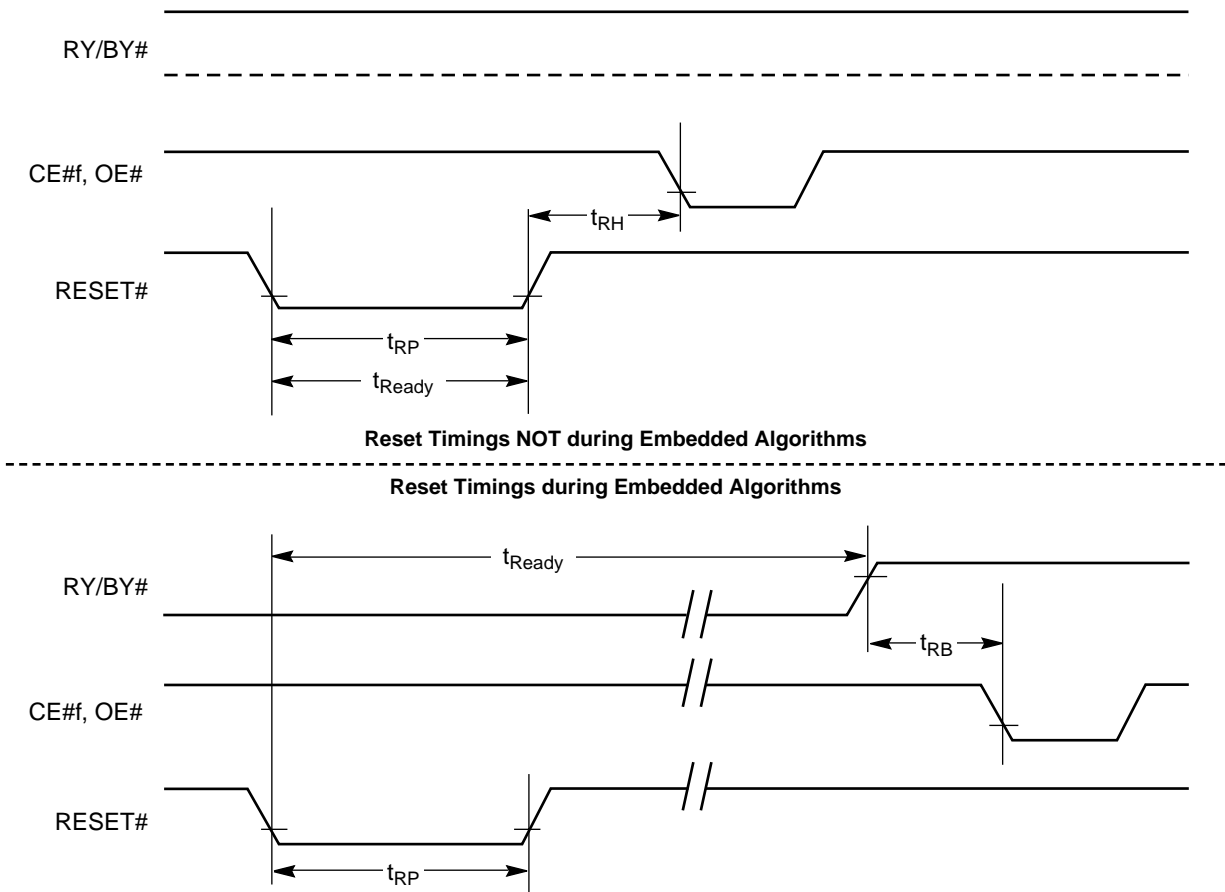 RY/BY#
CE#f, OE#
tRH
RESET#
tRP
tReady
Reset Timings NOT during Embedded Algorithms
Reset Timings during Embedded Algorithms
tReady
RY/BY#
tRB
CE#f, OE#
RESET#
tRP